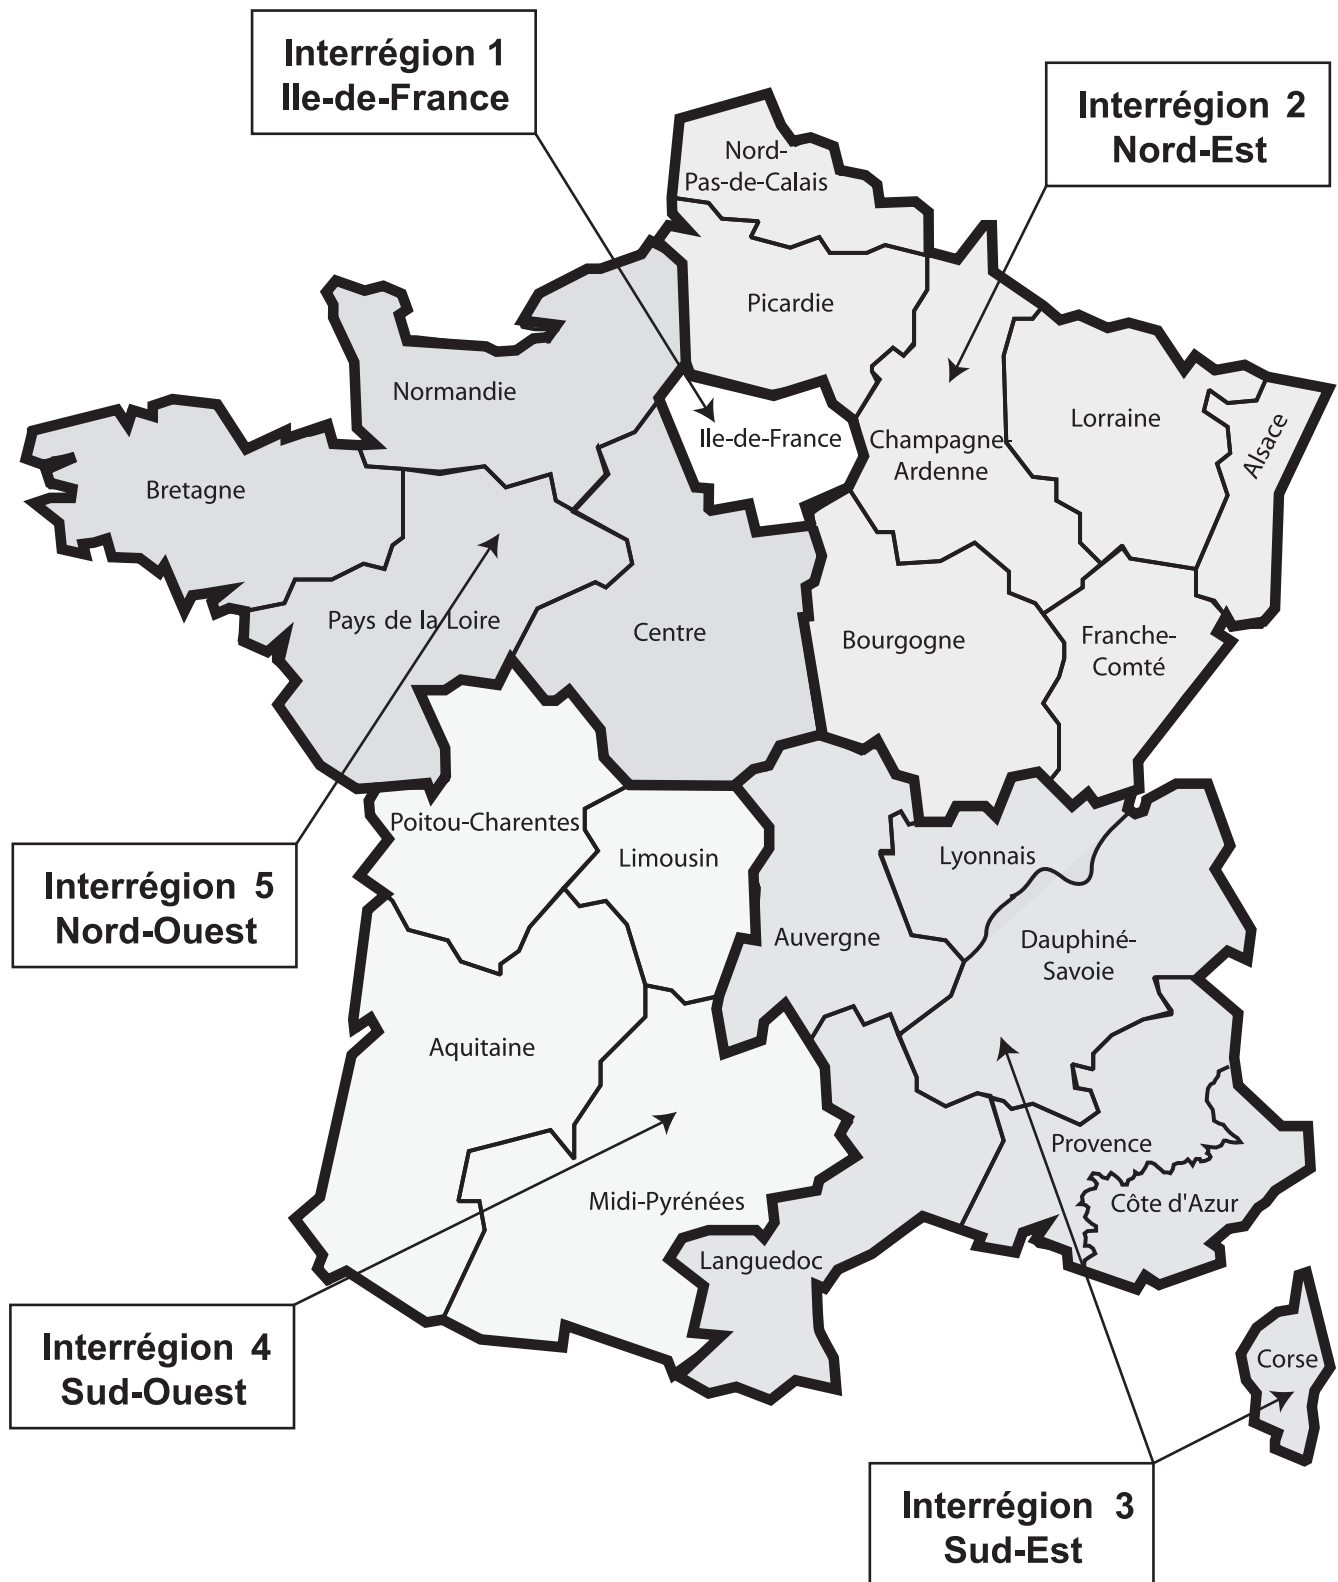 Interrégion 1
Ile-de-France
Interrégion 2
Nord-Est
Nord-
Pas-de-Calais
Picardie
Normandie
Ile-de-France
Champagne-
Ardenne
Lorraine
Alsace
Bretagne
Pays de la Loire
Centre
Bourgogne
Franche-
Comté
Poitou-Charentes
Limousin
Lyonnais
Interrégion 5
Nord-Ouest
Auvergne
Dauphiné-
Savoie
Aquitaine
Provence
Midi-Pyrénées
Côte d'Azur
Languedoc
Interrégion 4
Sud-Ouest
Corse
Interrégion 3
Sud-Est